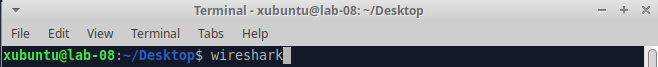 Terminal - xubuntu@lab-08: ~/Desktop
File Edit View Terminal Tabs Help
xubuntu@lab-08:~/Desktop$ wireshark